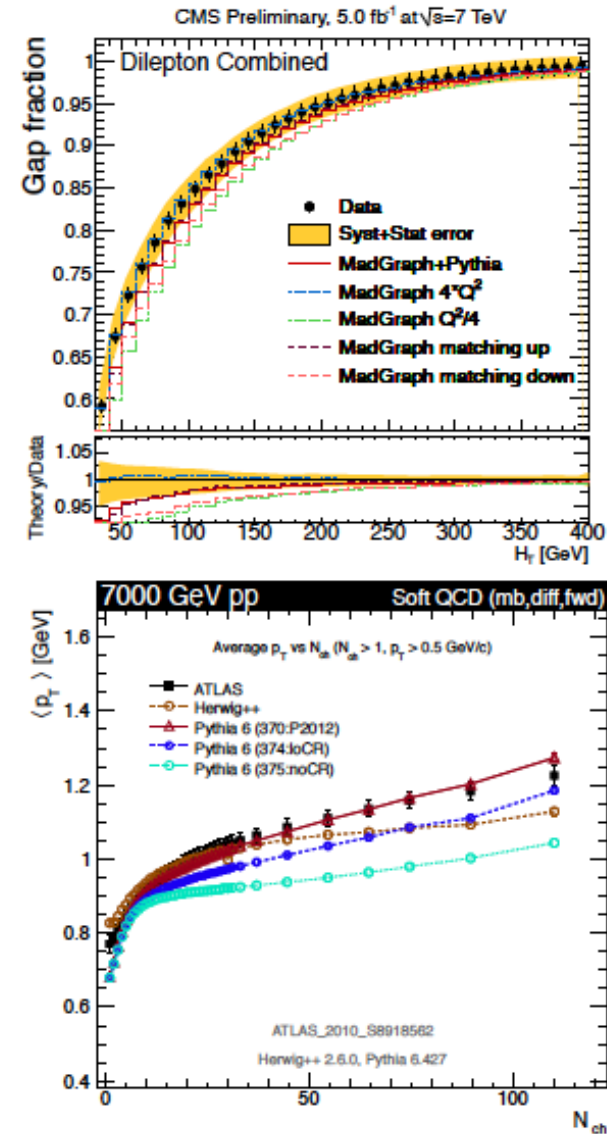 CMS Preliminary, 5.0 fb⁻¹ at √s=7 TeV
Dilepton Combined
Gap fraction
1
0.95
0.9
0.85
0.8
0.75
0.7
0.65
0.6
Data
Syst+Stat error
MadGraph+Pythia
MadGraph 4*Q²
MadGraph Q²/4
MadGraph matching up
MadGraph matching down
Theory/Data
1.05
1
0.95
50 100 150 200 250 300 350 400
H_T [GeV]
7000 GeV pp Soft QCD (mb,diff,fwd)
⟨p_T⟩ [GeV]
Average p_T vs N_ch (N_ch > 1, p_T > 0.5 GeV/c)
ATLAS
Herwig++
Pythia 6 (370:P2012)
Pythia 6 (374:loCR)
Pythia 6 (375:noCR)
1.6
1.4
1.2
1
0.8
0.6
0.4
ATLAS_2010_S8918562
Herwig++ 2.6.0, Pythia 6.427
0 50 100
N_ch